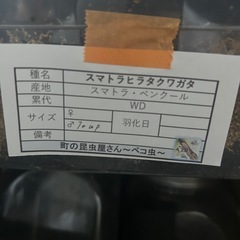 種名 スマトラヒラタクワガタ
産地 スマトラ・ベンクール
累代 WD
サイズ ♀ 羽化日
♂ 70up
備考
町の昆虫屋さん～ペコ虫～